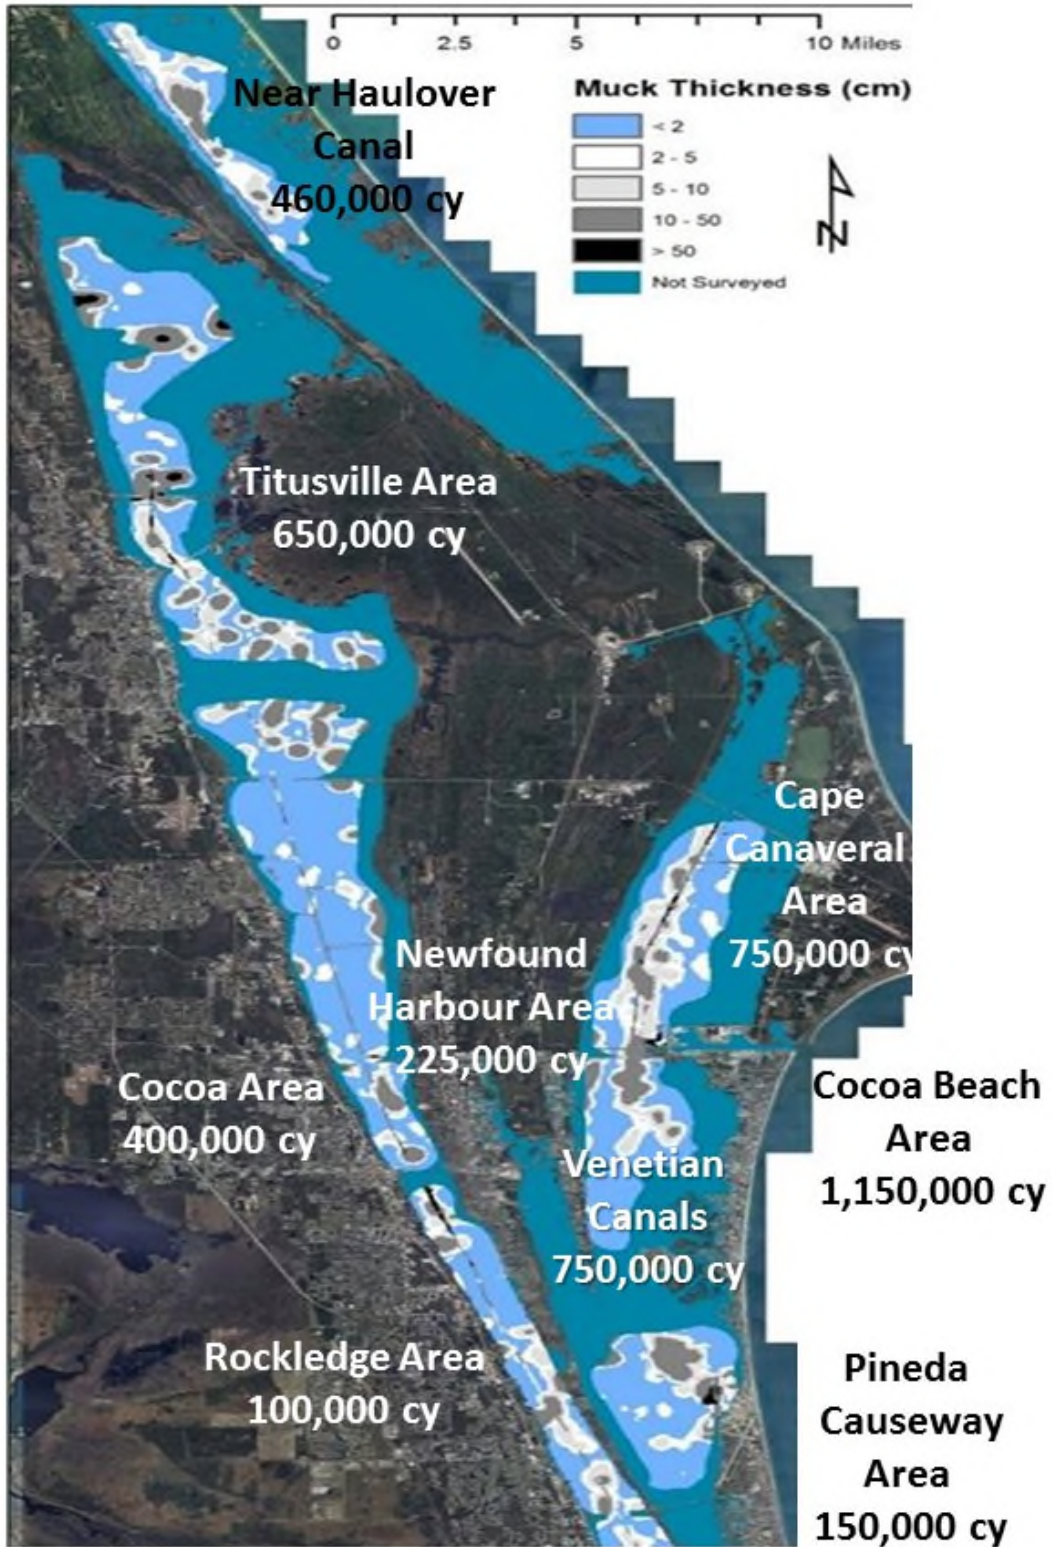 0 2.5 5 10 Miles
Muck Thickness (cm)
< 2
2 - 5
5 - 10
10 - 50
> 50
Not Surveyed
N
Near Haulover
Canal
460,000 cy
Titusville Area
650,000 cy
Cape
Canaveral
Area
750,000 cy
Newfound
Harbour Area
225,000 cy
Cocoa Area
400,000 cy
Cocoa Beach
Area
1,150,000 cy
Venetian
Canals
750,000 cy
Rockledge Area
100,000 cy
Pineda
Causeway
Area
150,000 cy